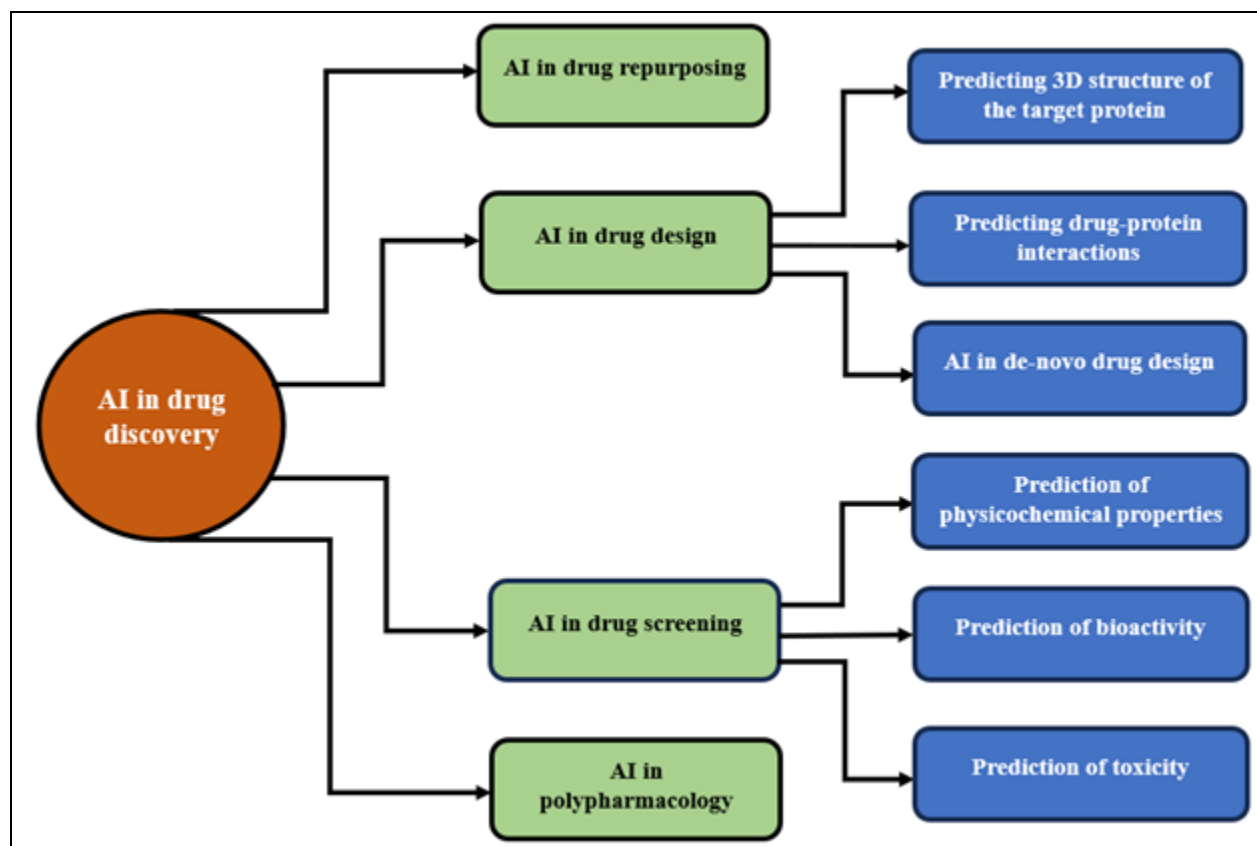 AI in drug
discovery
AI in drug repurposing
AI in drug design
Predicting 3D structure of
the target protein
Predicting drug-protein
interactions
AI in de-novo drug design
AI in drug screening
Prediction of
physicochemical properties
Prediction of bioactivity
Prediction of toxicity
AI in
polypharmacology